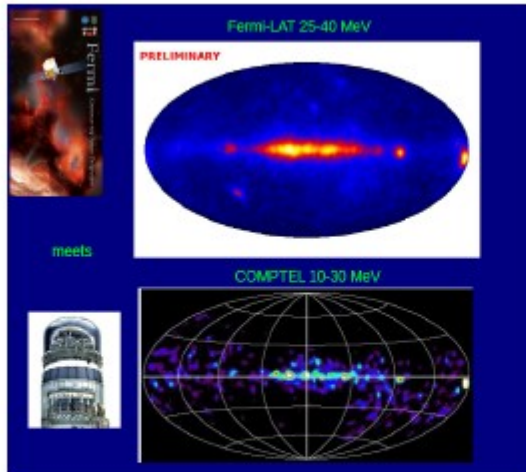 Fermi-LAT 25-40 MeV
PRELIMINARY
Fermi
meets
COMPTEL 10-30 MeV